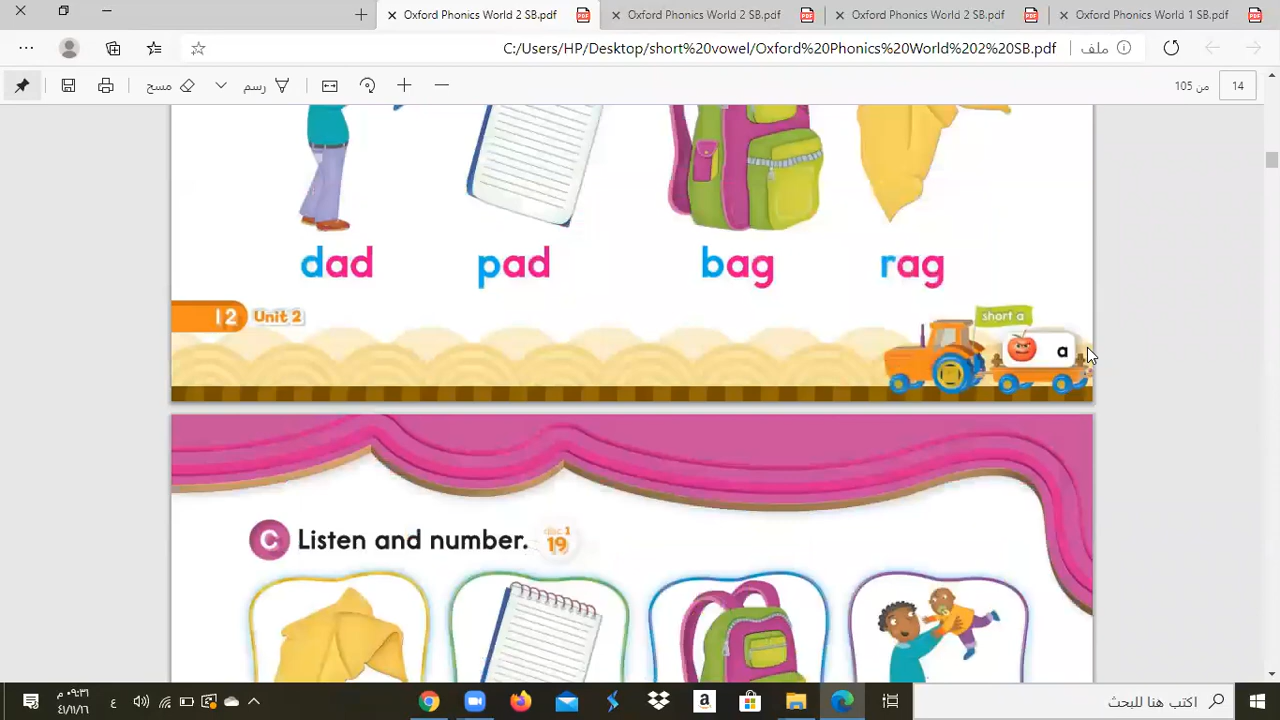 Oxford Phonics World 2 SB.pdf
Oxford Phonics World 2 SB.pdf
Oxford Phonics World 2 SB.pdf
Oxford Phonics World 1 SB.pdf
C:/Users/HP/Desktop/short%20vowel/Oxford%20Phonics%20World%202%20SB.pdf
ملف
مسح
رسم
من 105
14
dad
pad
bag
rag
12 Unit 2
short a
a
C Listen and number. disc 1 19
ع
اكتب هنا للبحث